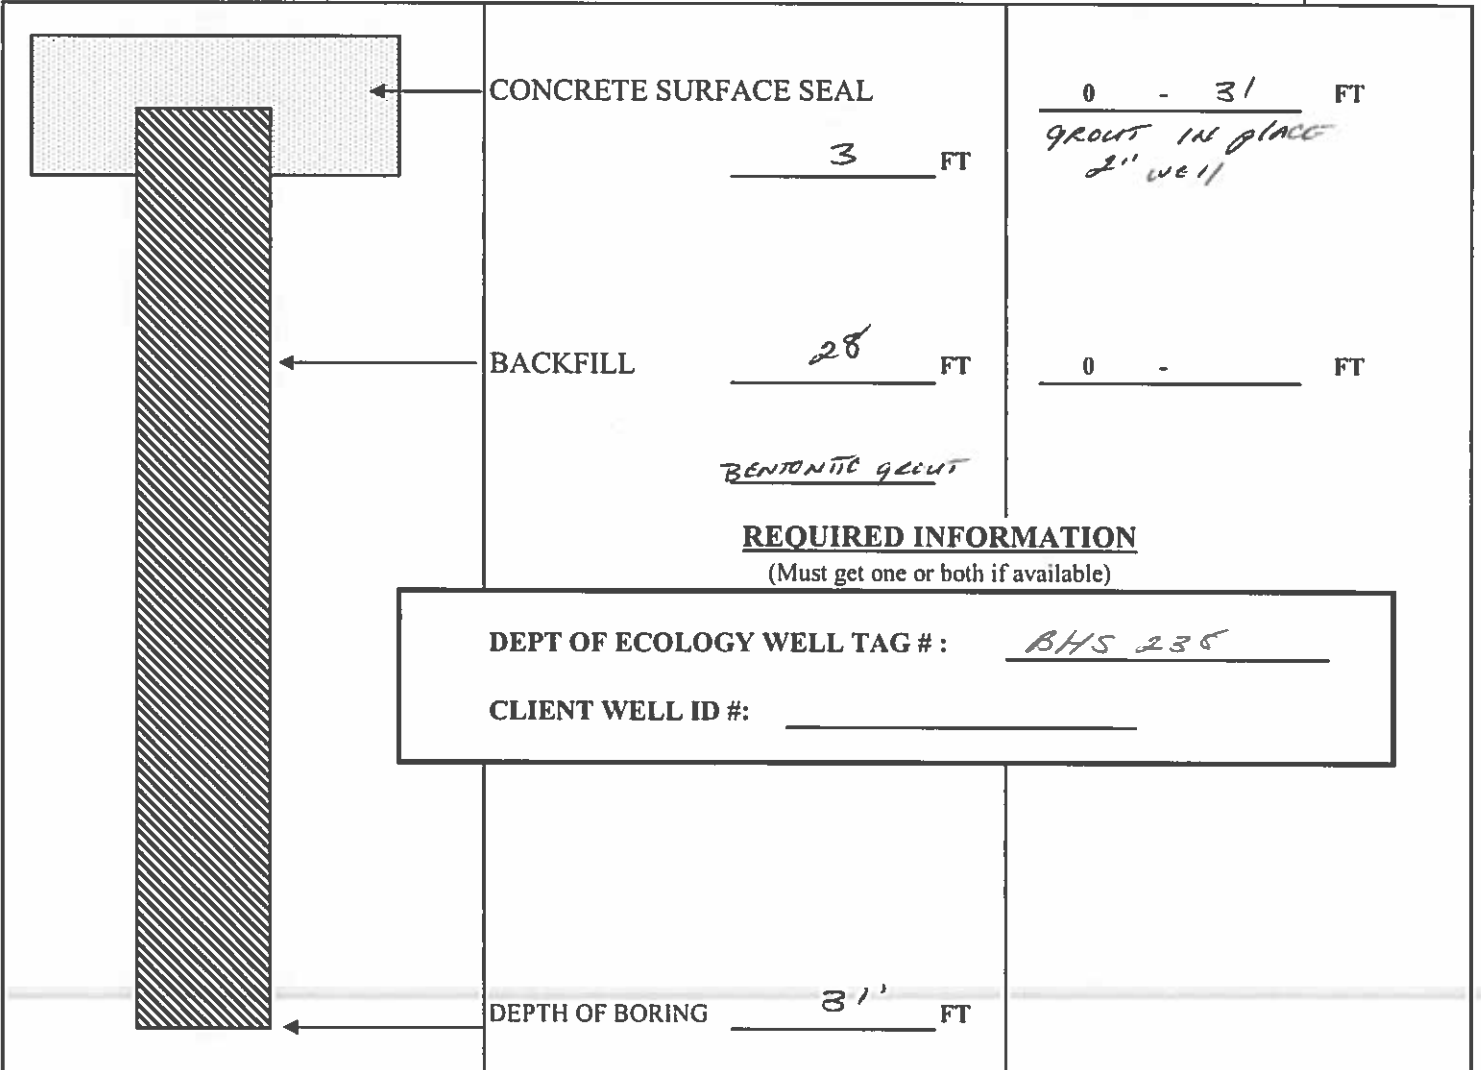 CONCRETE SURFACE SEAL 0 - 31 FT
3 FT
GROUT IN PLACE
2" WELL
BACKFILL 28 FT 0 - FT
BENTONITE GROUT
REQUIRED INFORMATION
(Must get one or both if available)
DEPT OF ECOLOGY WELL TAG # : BHS 238
CLIENT WELL ID #:
DEPTH OF BORING 31' FT